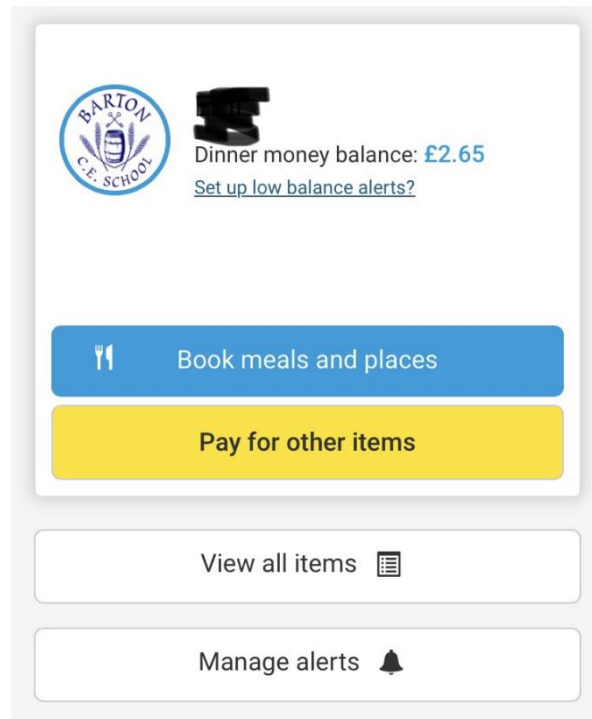 BARTON
C.E. SCHOOL
Dinner money balance: £2.65
Set up low balance alerts?
Book meals and places
Pay for other items
View all items
Manage alerts